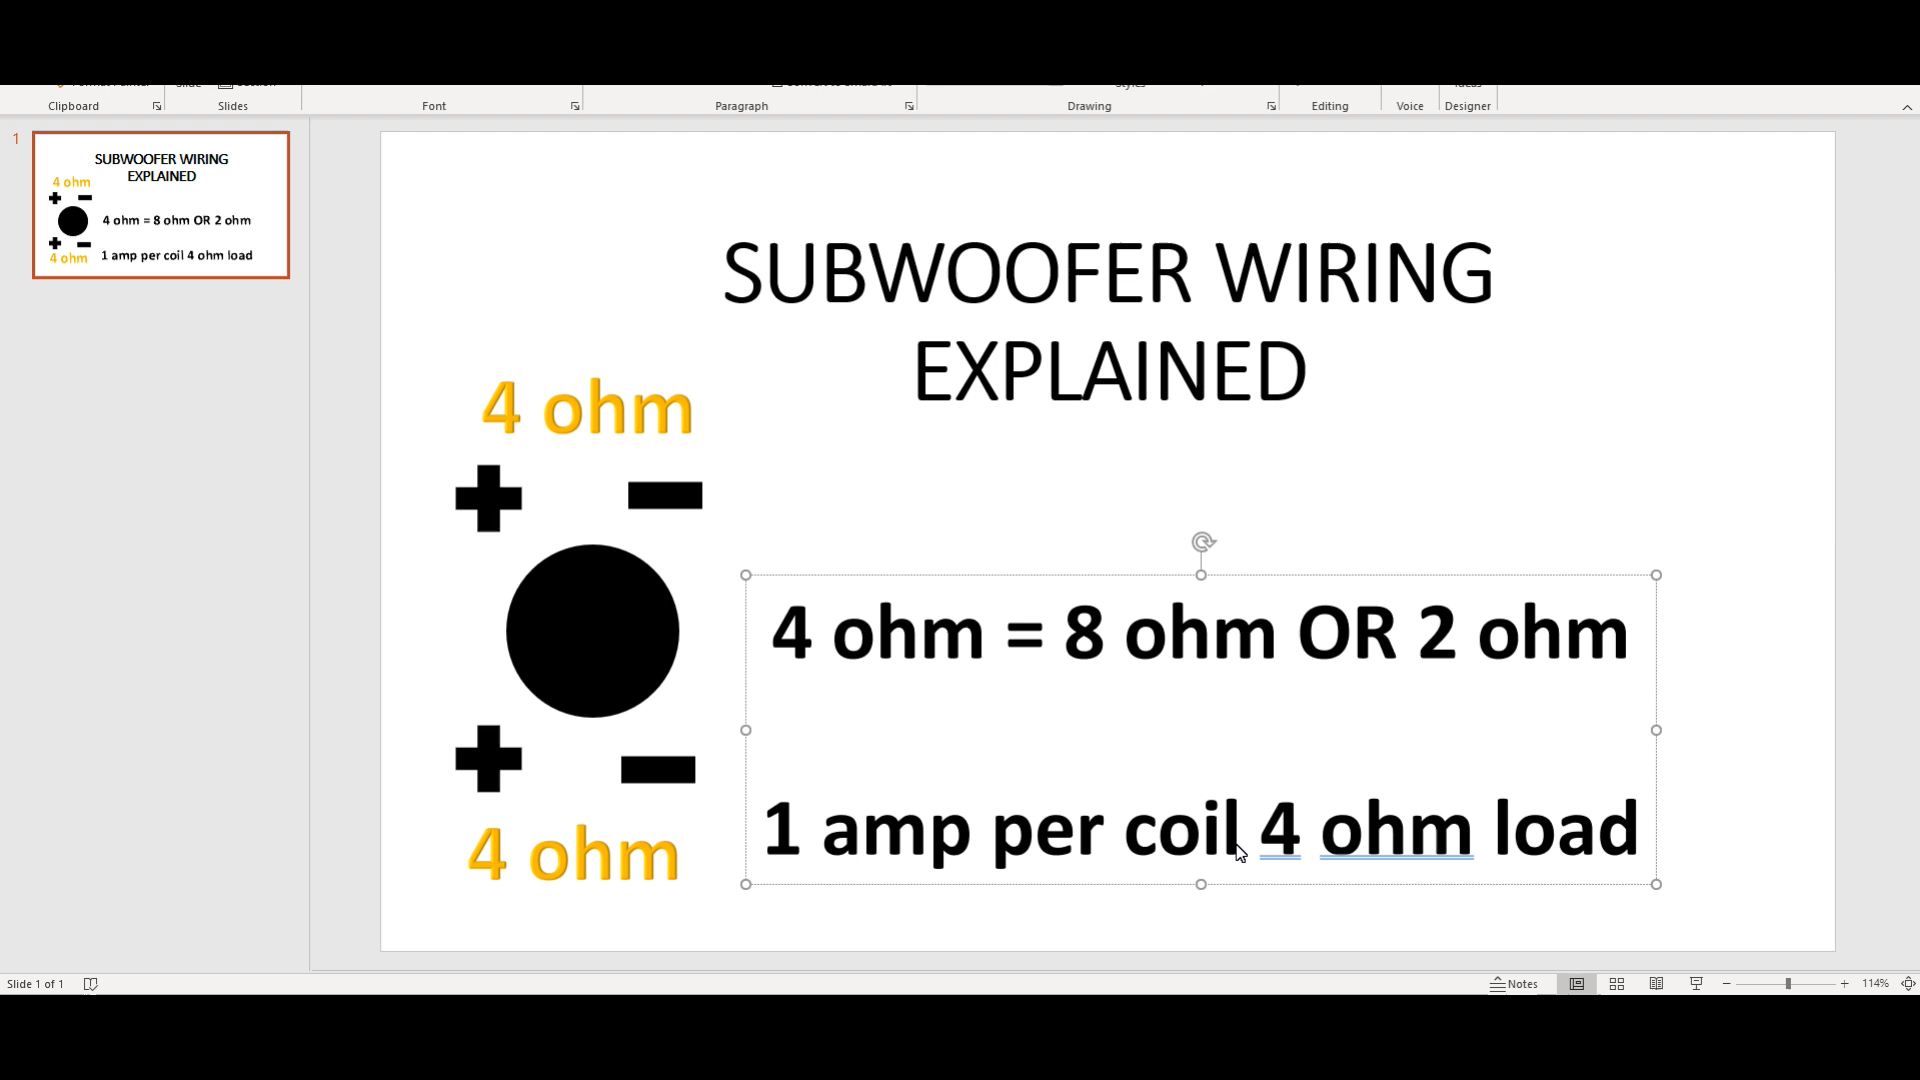 Clipboard
Slides
Font
Paragraph
Drawing
Editing
Voice
Designer
1
SUBWOOFER WIRING
EXPLAINED
4 ohm
4 ohm = 8 ohm OR 2 ohm
1 amp per coil 4 ohm load
4 ohm
SUBWOOFER WIRING
EXPLAINED
4 ohm
4 ohm = 8 ohm OR 2 ohm
1 amp per coil 4 ohm load
4 ohm
Slide 1 of 1
Notes
114%